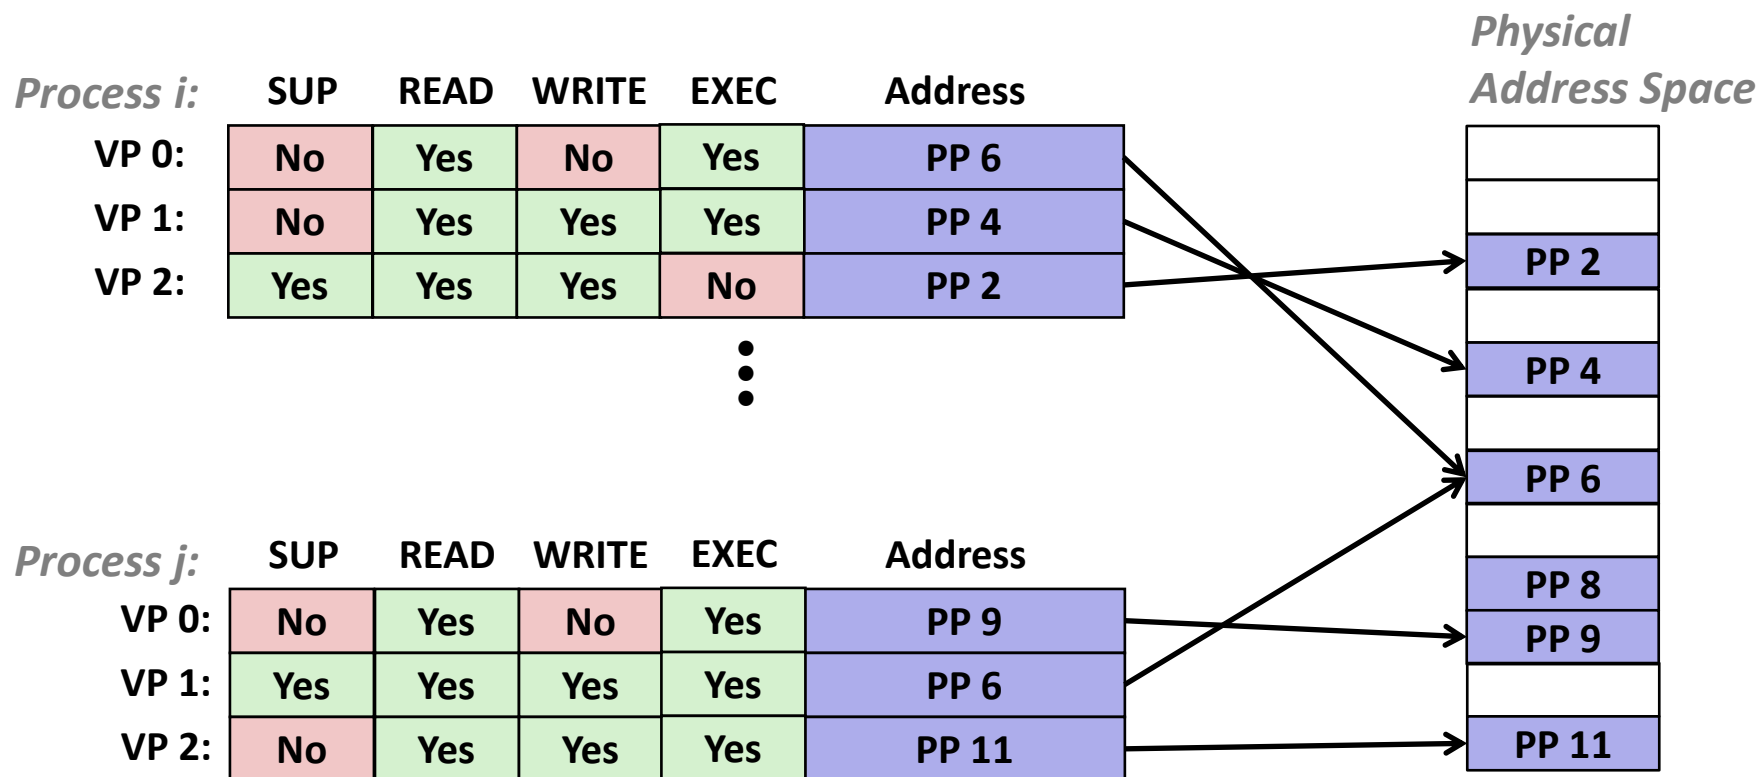 Process i: SUP READ WRITE EXEC Address
VP 0: No Yes No Yes PP 6
VP 1: No Yes Yes Yes PP 4
VP 2: Yes Yes Yes No PP 2
Process j: SUP READ WRITE EXEC Address
VP 0: No Yes No Yes PP 9
VP 1: Yes Yes Yes Yes PP 6
VP 2: No Yes Yes Yes PP 11
Physical
Address Space
PP 2
PP 4
PP 6
PP 8
PP 9
PP 11